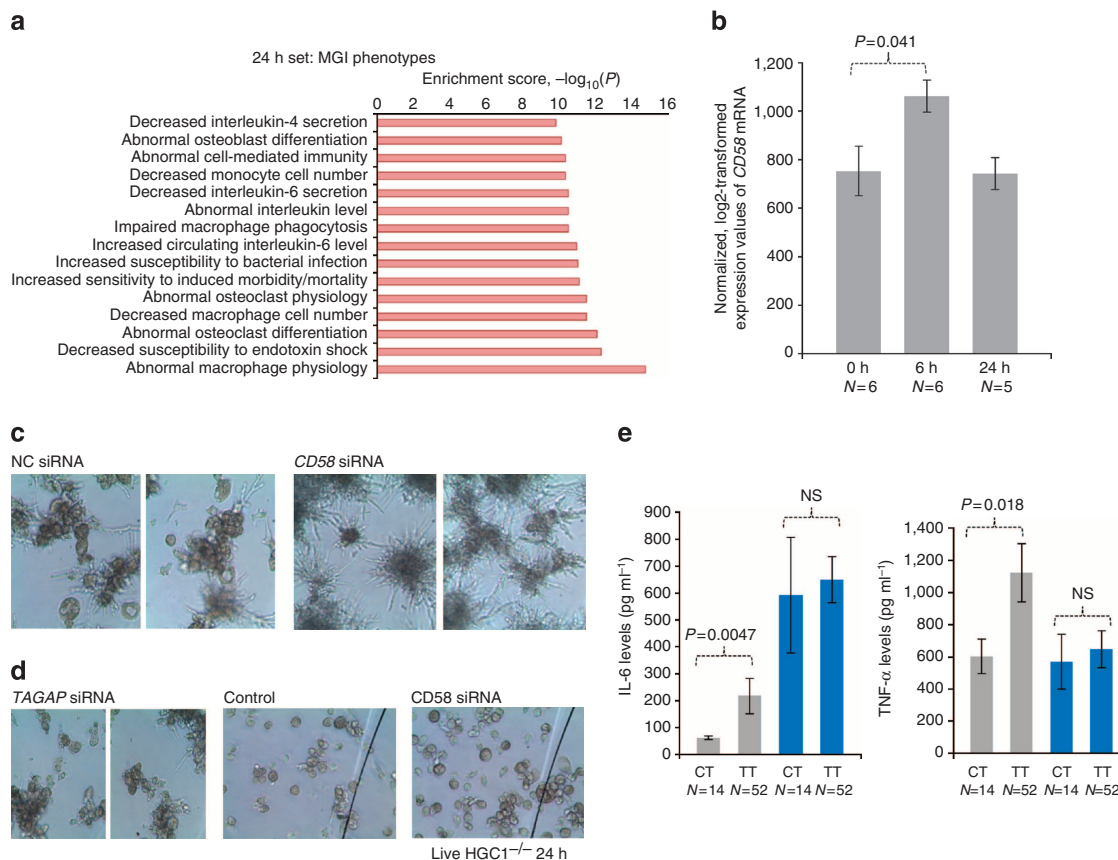 a
24 h set: MGI phenotypes
Enrichment score, –log10(P)
0 2 4 6 8 10 12 14 16
Decreased interleukin-4 secretion
Abnormal osteoblast differentiation
Abnormal cell-mediated immunity
Decreased monocyte cell number
Decreased interleukin-6 secretion
Abnormal interleukin level
Impaired macrophage phagocytosis
Increased circulating interleukin-6 level
Increased susceptibility to bacterial infection
Increased sensitivity to induced morbidity/mortality
Abnormal osteoclast physiology
Decreased macrophage cell number
Abnormal osteoclast differentiation
Decreased susceptibility to endotoxin shock
Abnormal macrophage physiology
b
Normalized, log2-transformed
expression values of CD58 mRNA
P=0.041
1,200
1,000
800
600
400
200
0
0 h 6 h 24 h
N=6 N=6 N=5
c
NC siRNA CD58 siRNA
d
TAGAP siRNA Control CD58 siRNA
Live HGC1–/– 24 h
e
IL-6 levels (pg ml–1)
900
800
700
600
500
400
300
200
100
0
P=0.0047
NS
CT TT CT TT
N=14 N=52 N=14 N=52
TNF-α levels (pg ml–1)
1,400
1,200
1,000
800
600
400
200
0
P=0.018
NS
CT TT CT TT
N=14 N=52 N=14 N=52